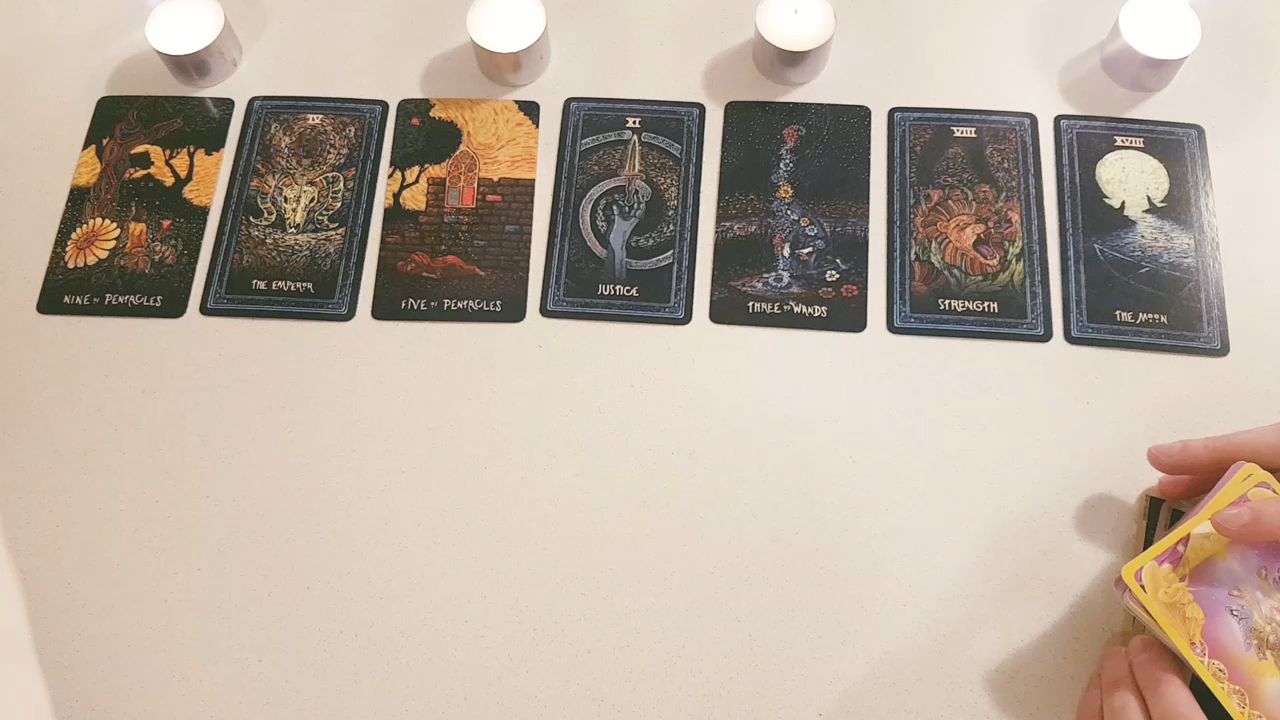 NINE OF PENTACLES
IV
THE EMPEROR
FIVE OF PENTACLES
XI
JUSTICE
THREE OF WANDS
VIII
STRENGTH
XVIII
THE MOON